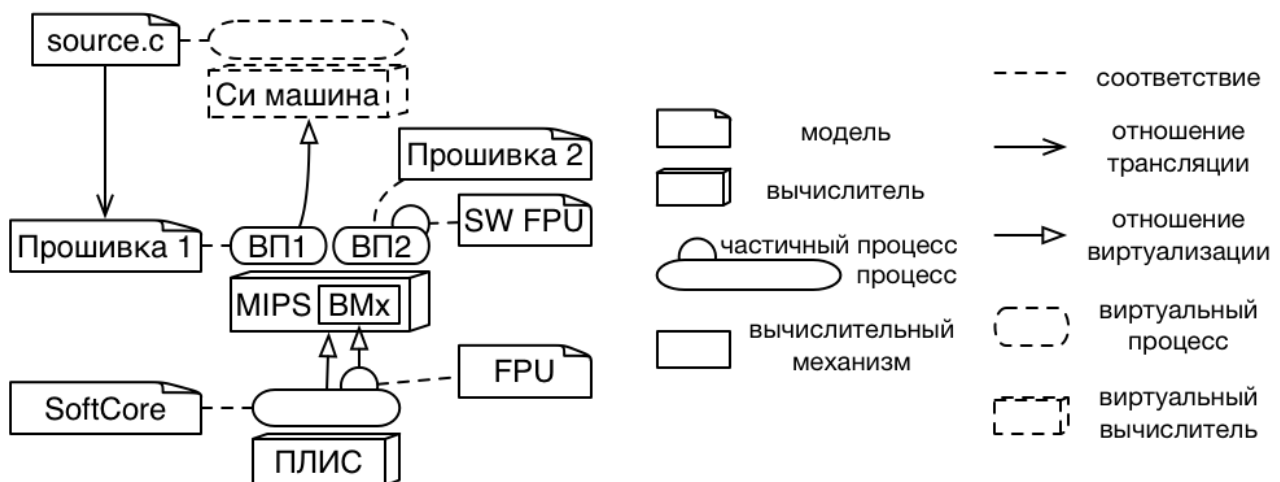 source.c
Си машина
Прошивка 2
SW FPU
Прошивка 1
ВП1
ВП2
MIPS
ВМх
FPU
SoftCore
ПЛИС
модель
вычислитель
частичный процесс
процесс
вычислительный
механизм
соответствие
отношение
трансляции
отношение
виртуализации
виртуальный
процесс
виртуальный
вычислитель